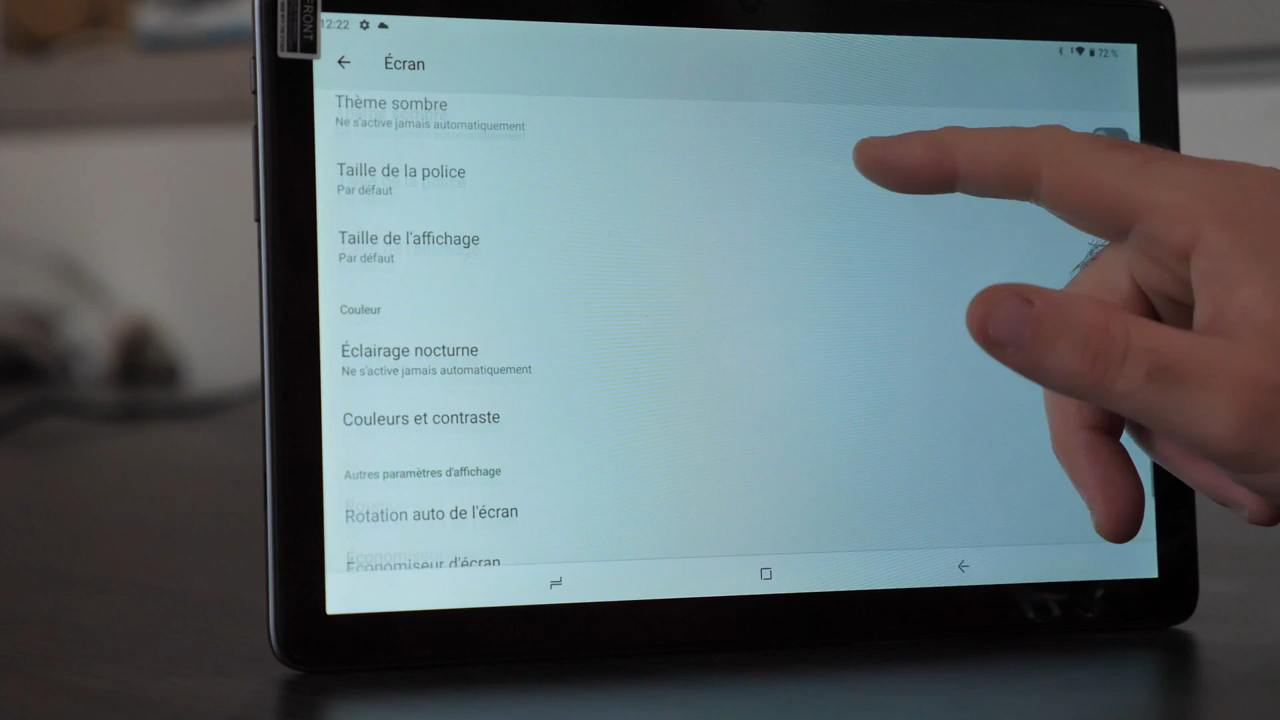 FRONT
12:22
72 %
Écran
Thème sombre
Ne s'active jamais automatiquement
Taille de la police
Par défaut
Taille de l'affichage
Par défaut
Couleur
Éclairage nocturne
Ne s'active jamais automatiquement
Couleurs et contraste
Autres paramètres d'affichage
Rotation auto de l'écran
Économiseur d'écran